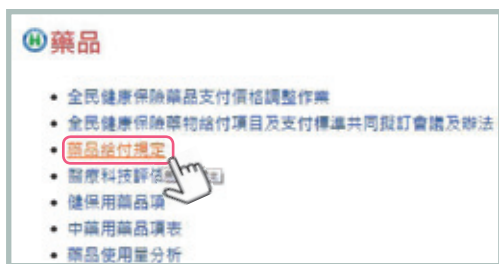 藥品
全民健康保險藥品支付價格調整作業
全民健康保險藥物給付項目及支付標準共同擬訂會議及辦法
藥品給付規定
醫療科技評估
健保用藥品項
中藥用藥品項表
藥品使用量分析